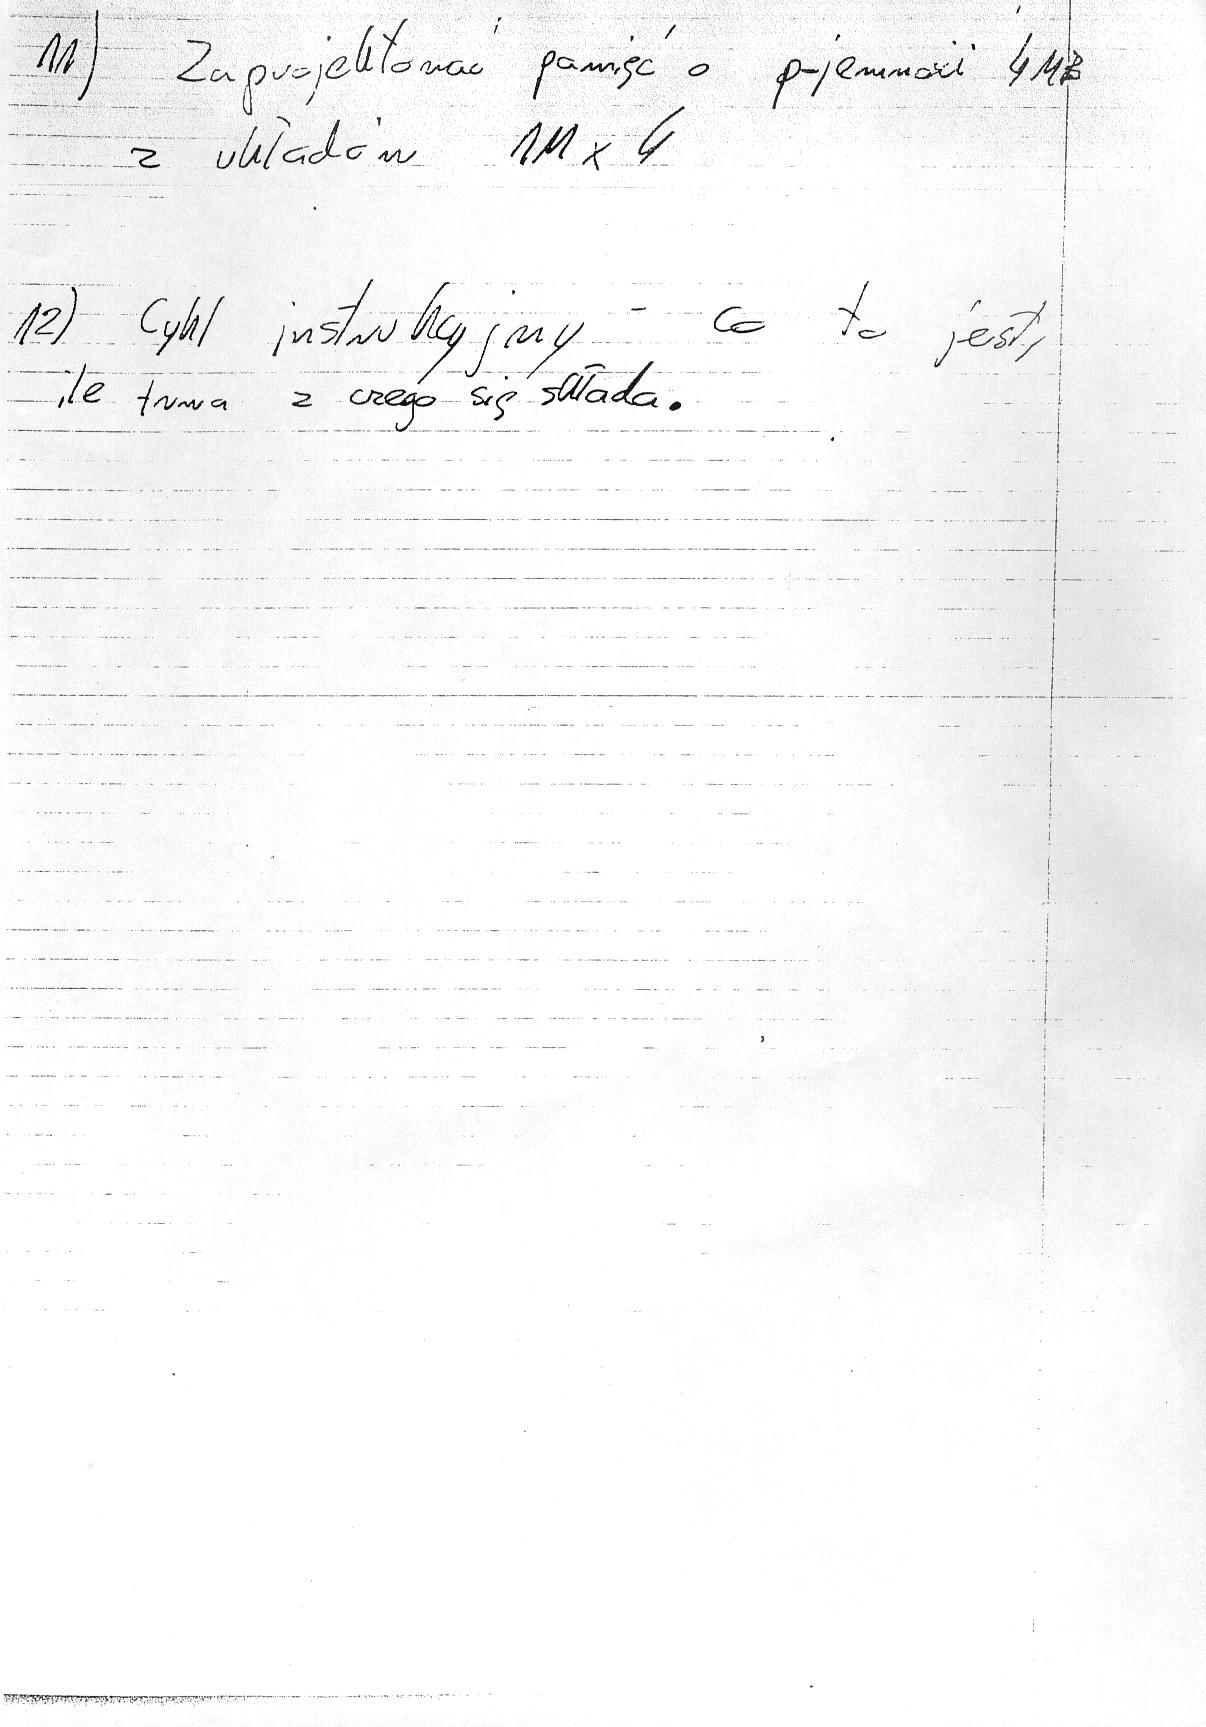 11) Zaprojektować pamięć o pojemności 4MB
z układów 1M x 4
12) Cykl instrukcyjny - co to jest,
ile trwa z czego się składa.